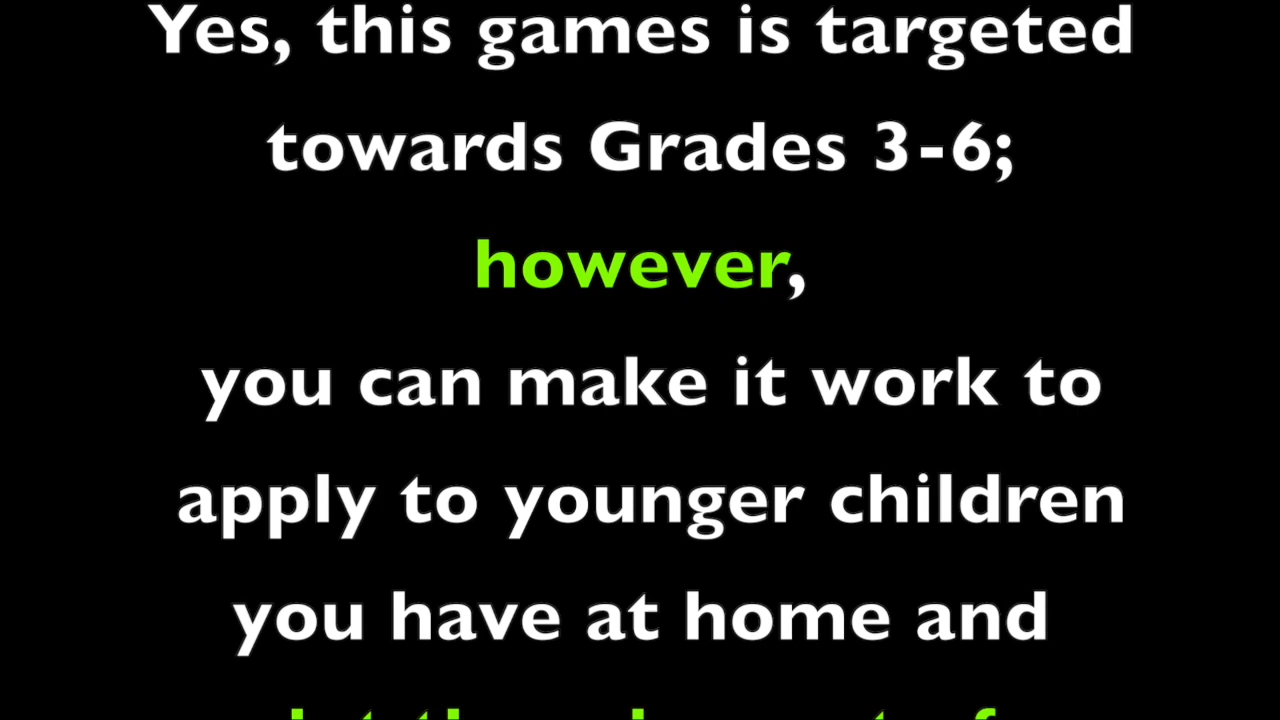 Yes, this games is targeted
towards Grades 3-6;
however,
you can make it work to
apply to younger children
you have at home and